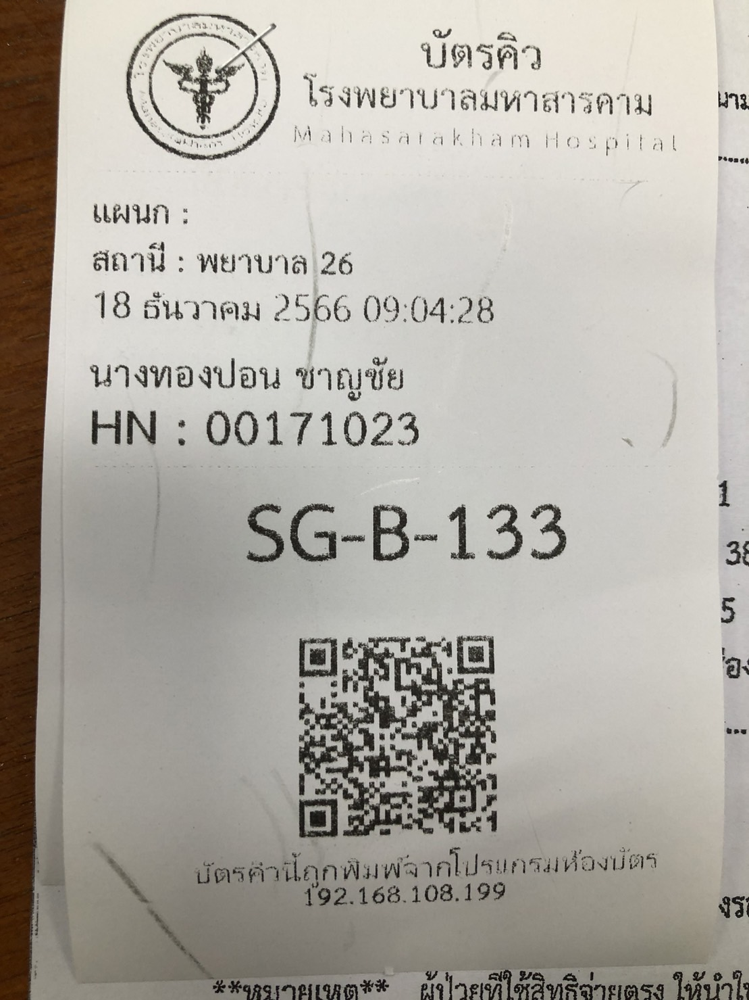 บัตรคิว
โรงพยาบาลมหาสารคาม
Mahasarakham Hospital
แผนก :
สถานี : พยาบาล 26
18 ธันวาคม 2566 09:04:28
นางทองปอน ชาญชัย
HN : 00171023
SG-B-133
บัตรคิวนี้ถูกพิมพ์จากโปรแกรมห้องบัตร
192.168.108.199
1
38
5
**หมายเหตุ** ผู้ป่วยที่ใช้สิทธิจ่ายตรง ให้นำใ